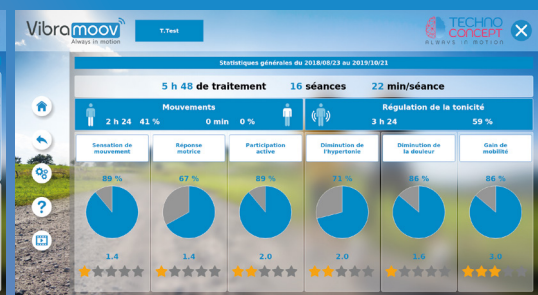 Vibramoov
Always in motion
T.Test
TECHNO
CONCEPT
ALWAYS IN MOTION
Statistiques générales du 2018/08/23 au 2019/10/21
5 h 48 de traitement 16 séances 22 min/séance
Mouvements
2 h 24 41 % 0 min 0 %
Régulation de la tonicité
3 h 24 59 %
Sensation de
mouvement
Réponse
motrice
Participation
active
Diminution de
l'hypertonie
Diminution de
la douleur
Gain de
mobilité
89 % 67 % 89 % 71 % 86 % 86 %
1.4 1.4 2.0 2.0 1.6 3.0
?